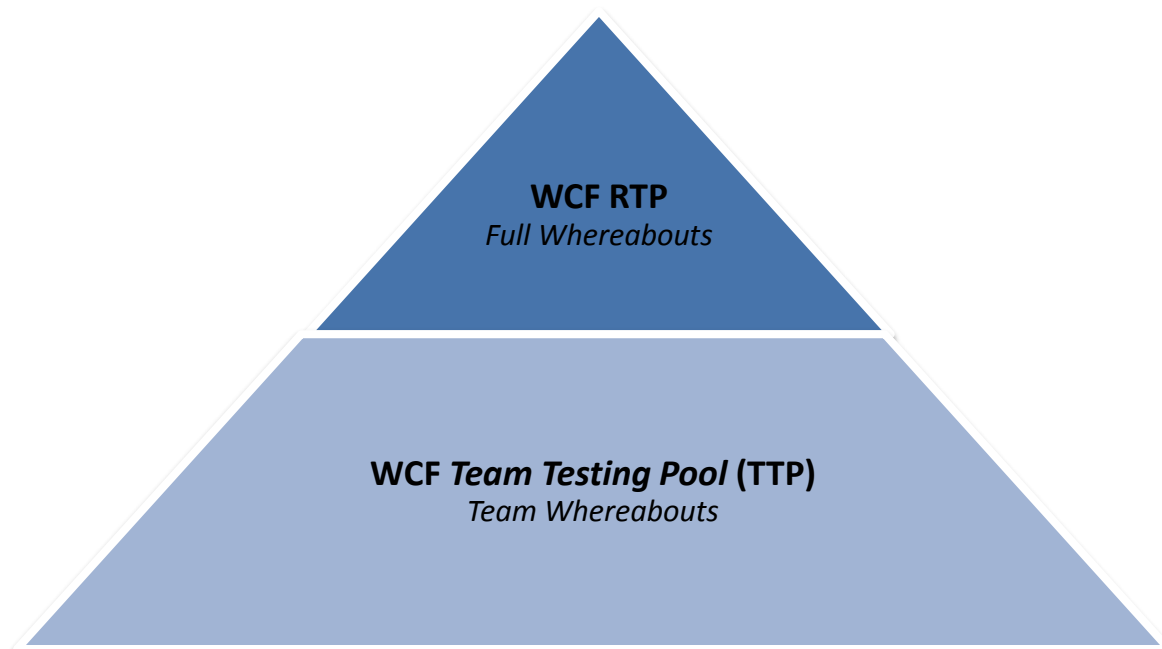 WCF RTP
Full Whereabouts
WCF Team Testing Pool (TTP)
Team Whereabouts